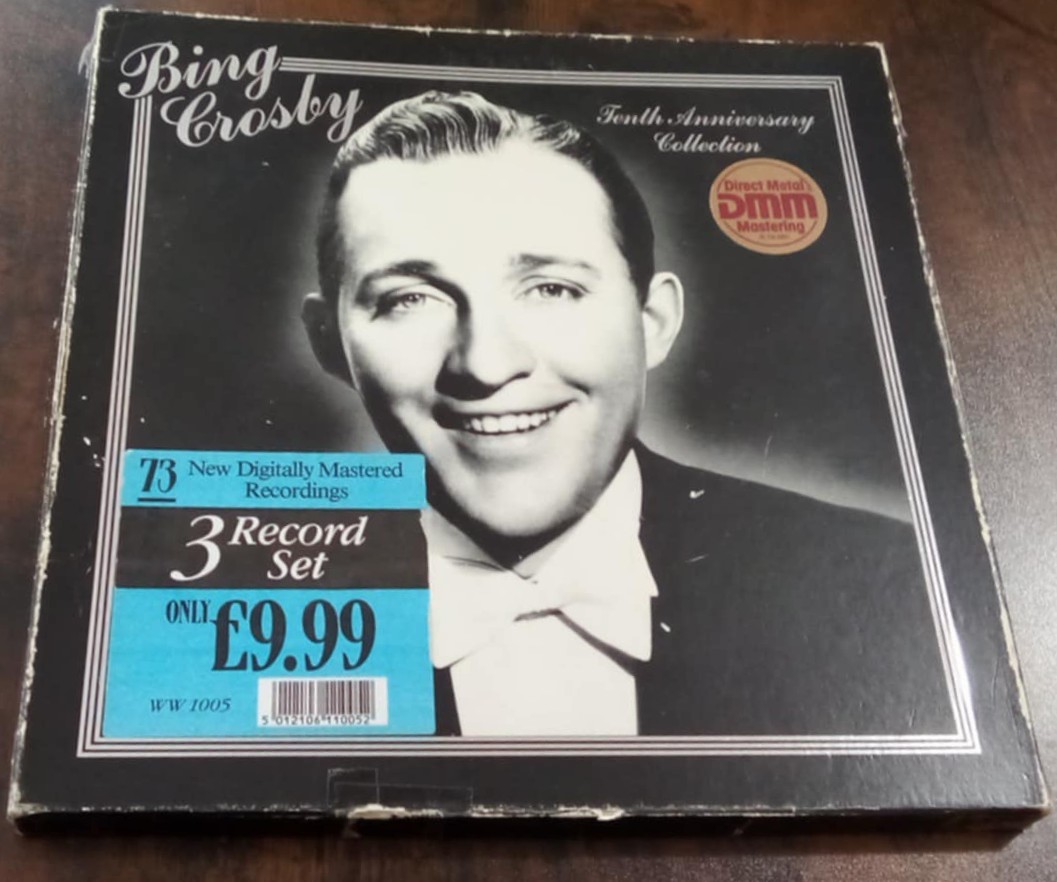 Bing
Crosby
Tenth Anniversary
Collection
Direct Metal
DMM
Mastering
73 New Digitally Mastered
Recordings
3 Record
Set
ONLY £9.99
WW 1005
5 012106 110052